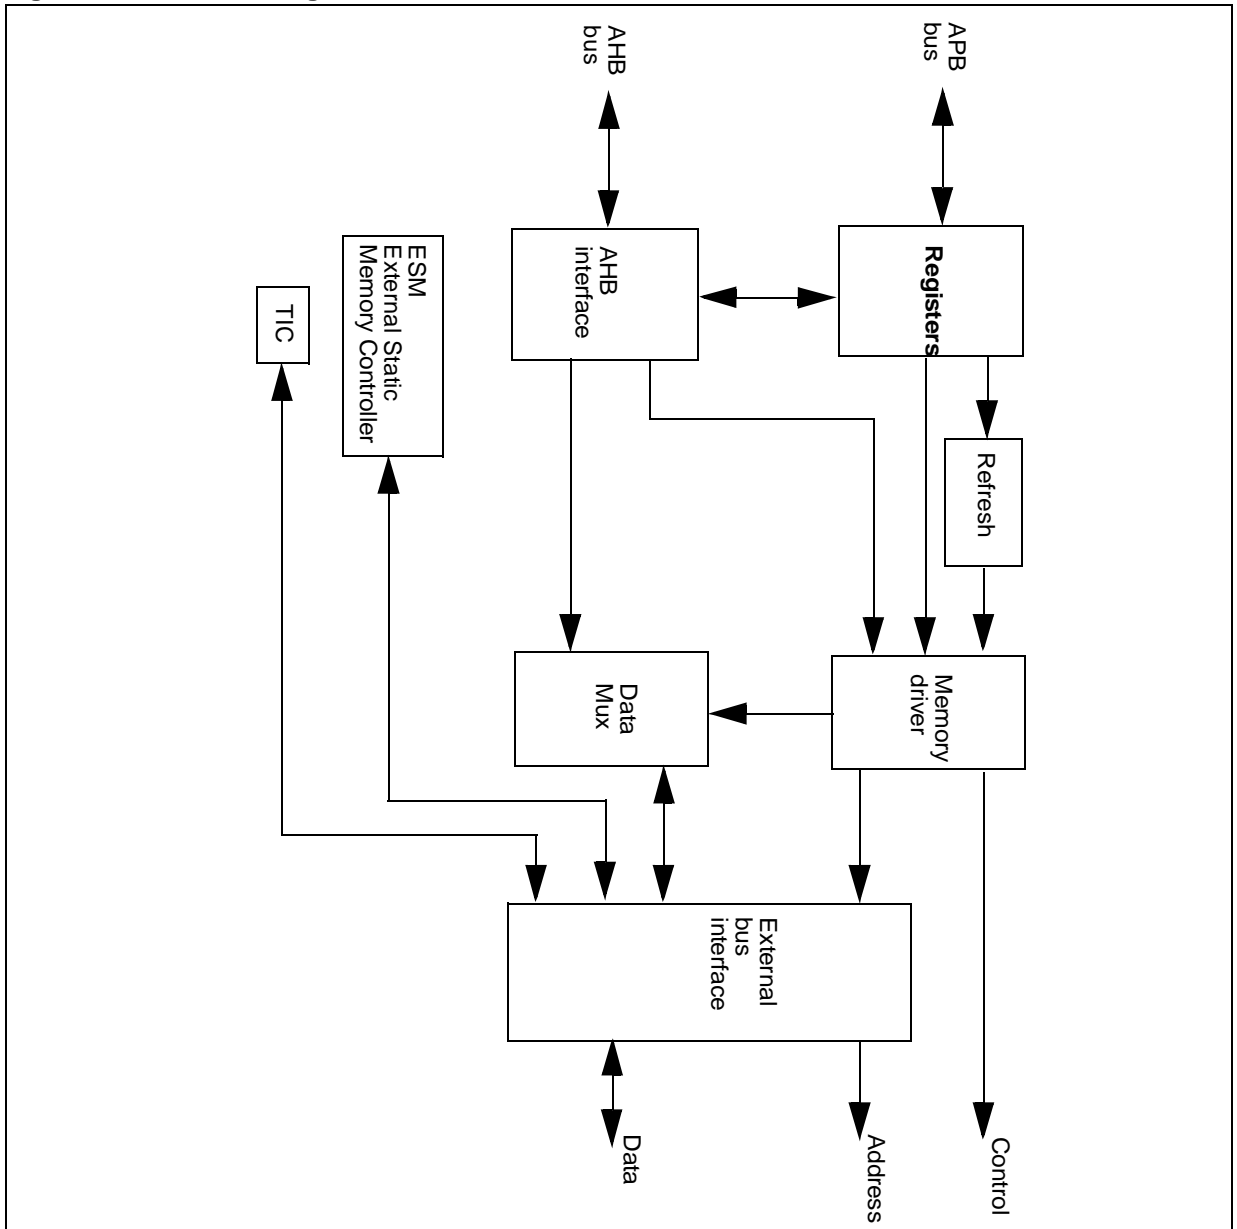 AHB
bus
APB
bus
AHB
interface
Registers
ESM
External Static
Memory Controller
TIC
Refresh
Data
Mux
Memory
driver
External
bus
interface
Data
Address
Control